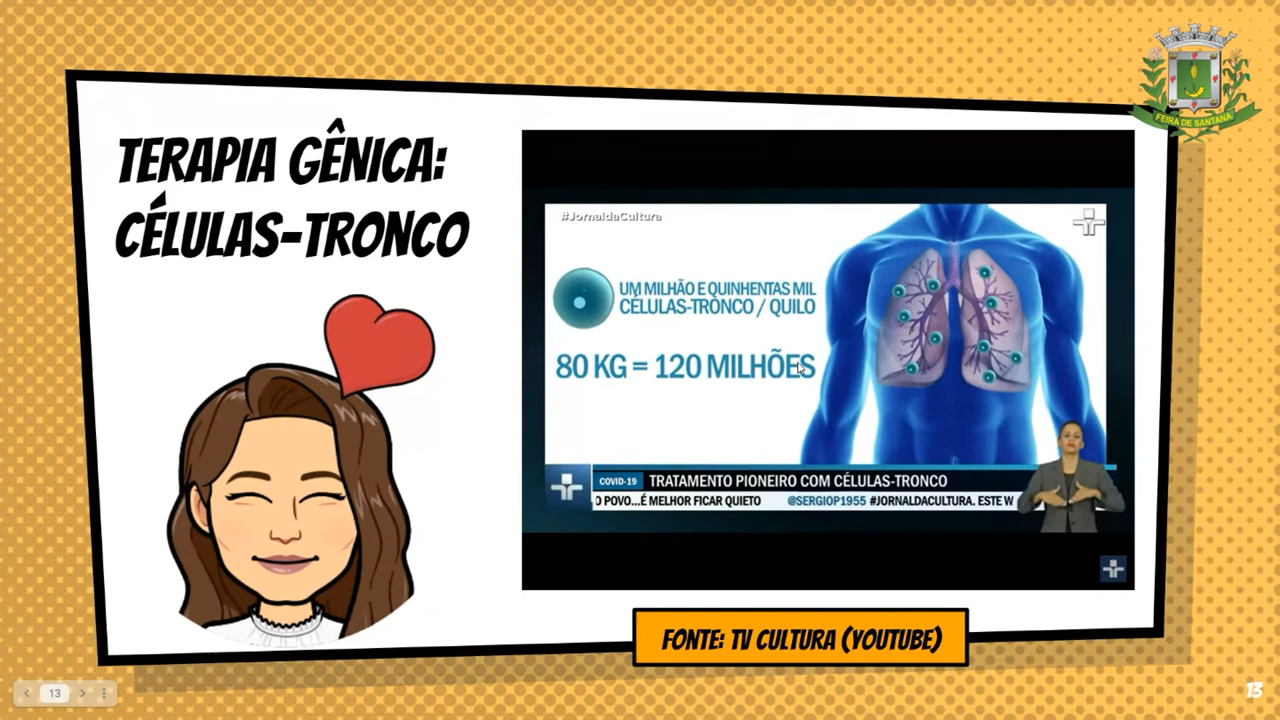 FEIRA DE SANTANA
TERAPIA GÊNICA:
CÉLULAS-TRONCO
#JornaldaCultura
UM MILHÃO E QUINHENTAS MIL
CÉLULAS-TRONCO / QUILO
80 KG = 120 MILHÕES
COVID-19 TRATAMENTO PIONEIRO COM CÉLULAS-TRONCO
O POVO...É MELHOR FICAR QUIETO @SERGIOP1955 #JORNALDACULTURA. ESTE W
FONTE: TV CULTURA (YOUTUBE)
13
13